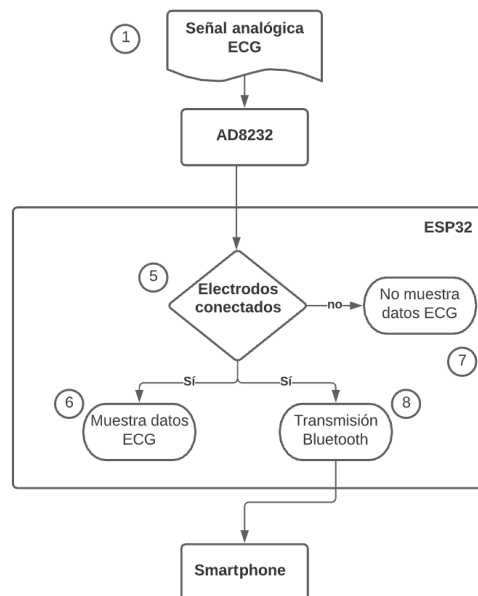 1
Señal analógica
ECG
AD8232
ESP32
5
Electrodos
conectados
no
No muestra
datos ECG
7
Sí
Sí
6
Muestra datos
ECG
8
Transmisión
Bluetooth
Smartphone